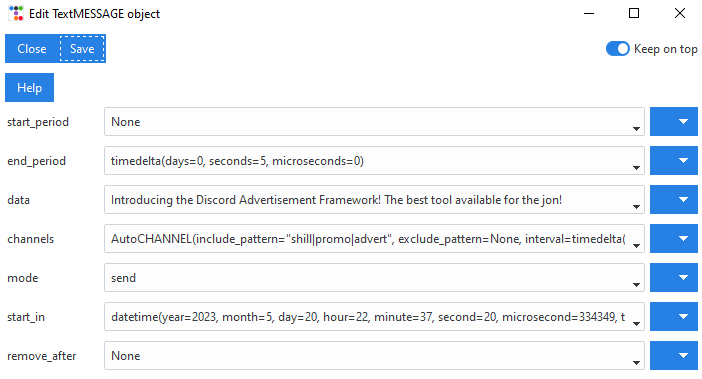 Edit TextMESSAGE object
Close Save Keep on top
Help
start_period None
end_period timedelta(days=0, seconds=5, microseconds=0)
data Introducing the Discord Advertisement Framework! The best tool available for the jon!
channels AutoCHANNEL(include_pattern="shill|promo|advert", exclude_pattern=None, interval=timedelta(
mode send
start_in datetime(year=2023, month=5, day=20, hour=22, minute=37, second=20, microsecond=334349, t
remove_after None